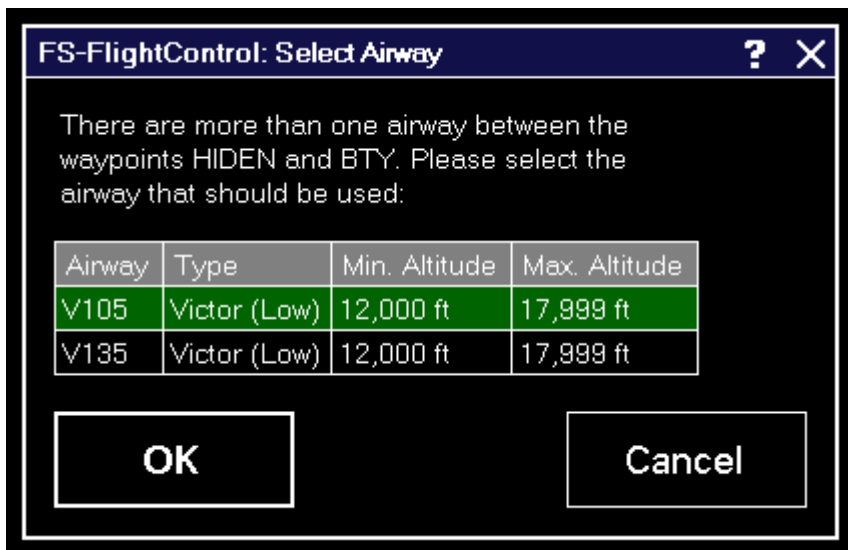 FS-FlightControl: Select Airway ? X
There are more than one airway between the
waypoints HIDEN and BTY. Please select the
airway that should be used:
Airway Type Min. Altitude Max. Altitude
V105 Victor (Low) 12,000 ft 17,999 ft
V135 Victor (Low) 12,000 ft 17,999 ft
OK Cancel